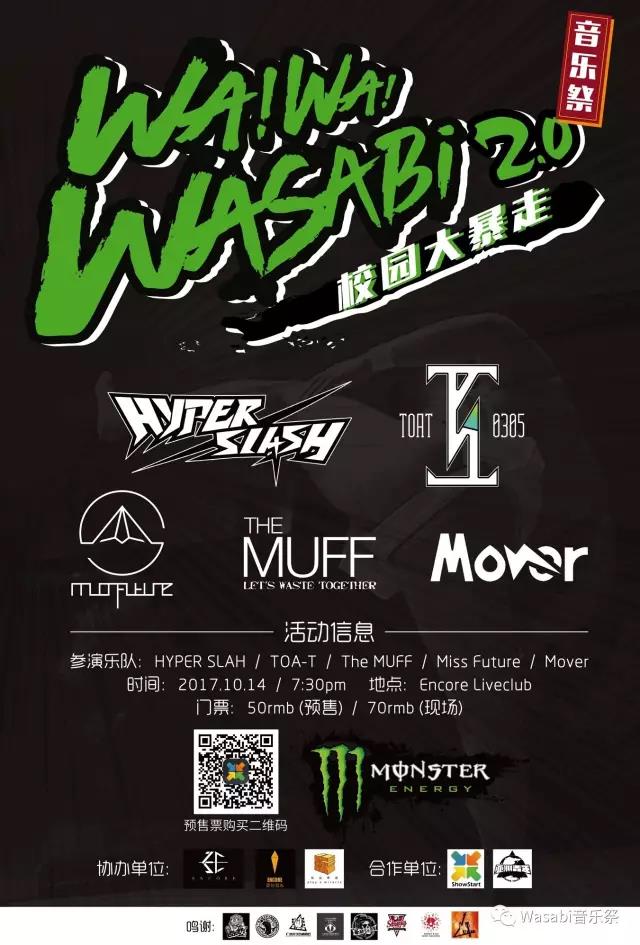 WA!WA!
音乐祭
WASABi 2.0
校园大暴走
HYPER
SLASH
TOAT 0305
THE
MUFF
LET'S WASTE TOGETHER
Mover
活动信息
参演乐队: HYPER SLAH / TOA-T / The MUFF / Miss Future / Mover
时间: 2017.10.14 / 7:30pm 地点: Encore Liveclub
门票: 50rmb (预售) / 70rmb (现场)
MONSTER
ENERGY
预售票购买二维码
协办单位: 合作单位:
ENCORE
ShowStart
鸣谢:
Wasabi音乐祭